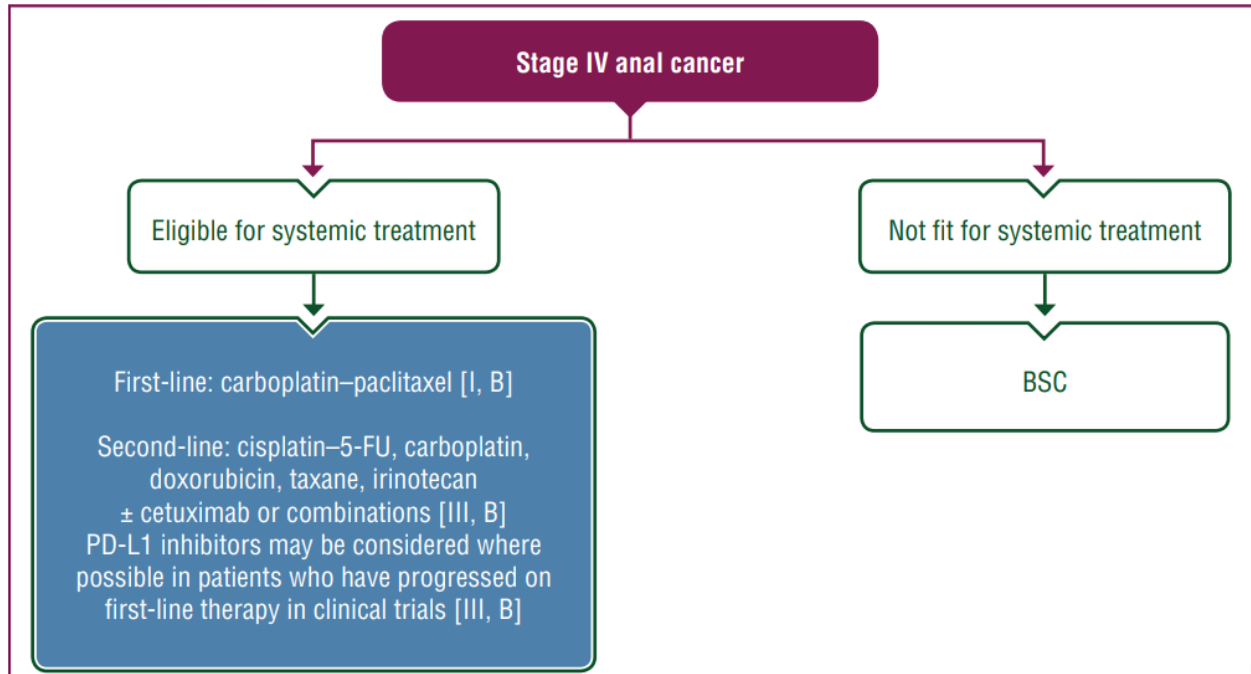 Stage IV anal cancer
Eligible for systemic treatment
Not fit for systemic treatment
First-line: carboplatin–paclitaxel [I, B]
Second-line: cisplatin–5-FU, carboplatin,
doxorubicin, taxane, irinotecan
± cetuximab or combinations [III, B]
PD-L1 inhibitors may be considered where
possible in patients who have progressed on
first-line therapy in clinical trials [III, B]
BSC